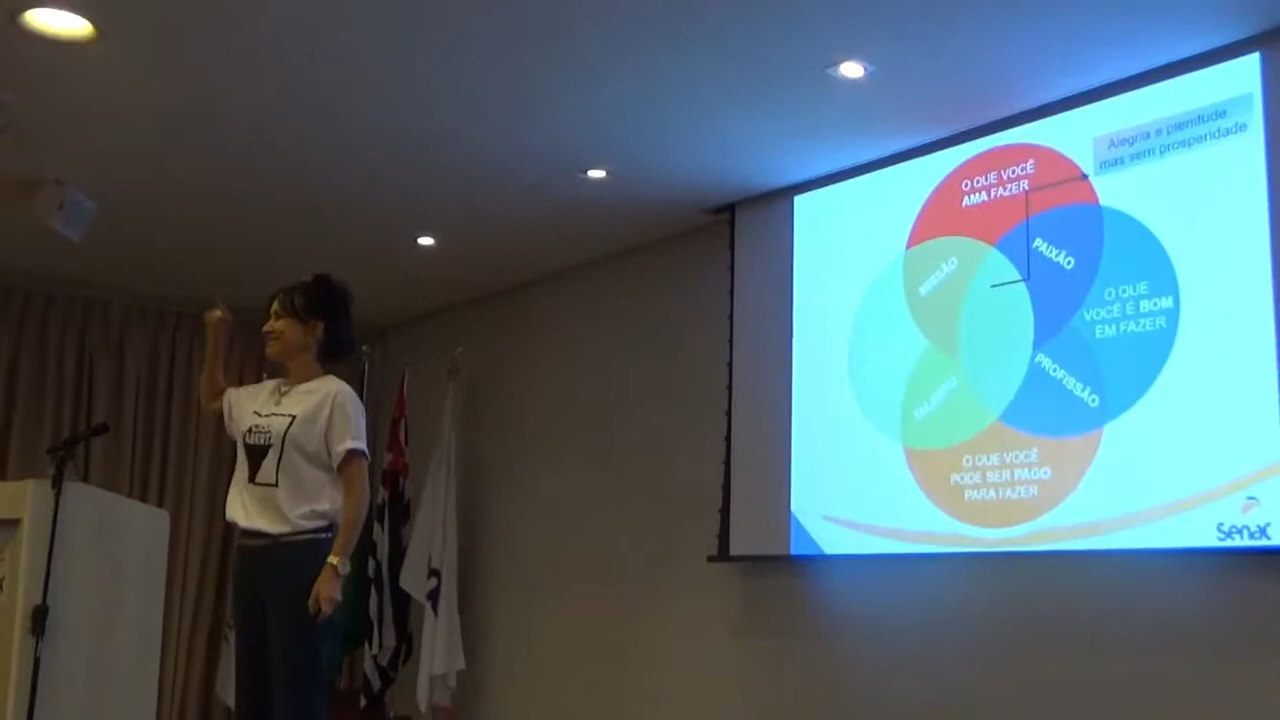 Alegria e plenitude
mas sem prosperidade
O QUE VOCÊ
AMA FAZER
PAIXÃO
MISSÃO
O QUE
VOCÊ É BOM
EM FAZER
PROFISSÃO
O QUE VOCÊ
PODE SER PAGO
PARA FAZER
Senac